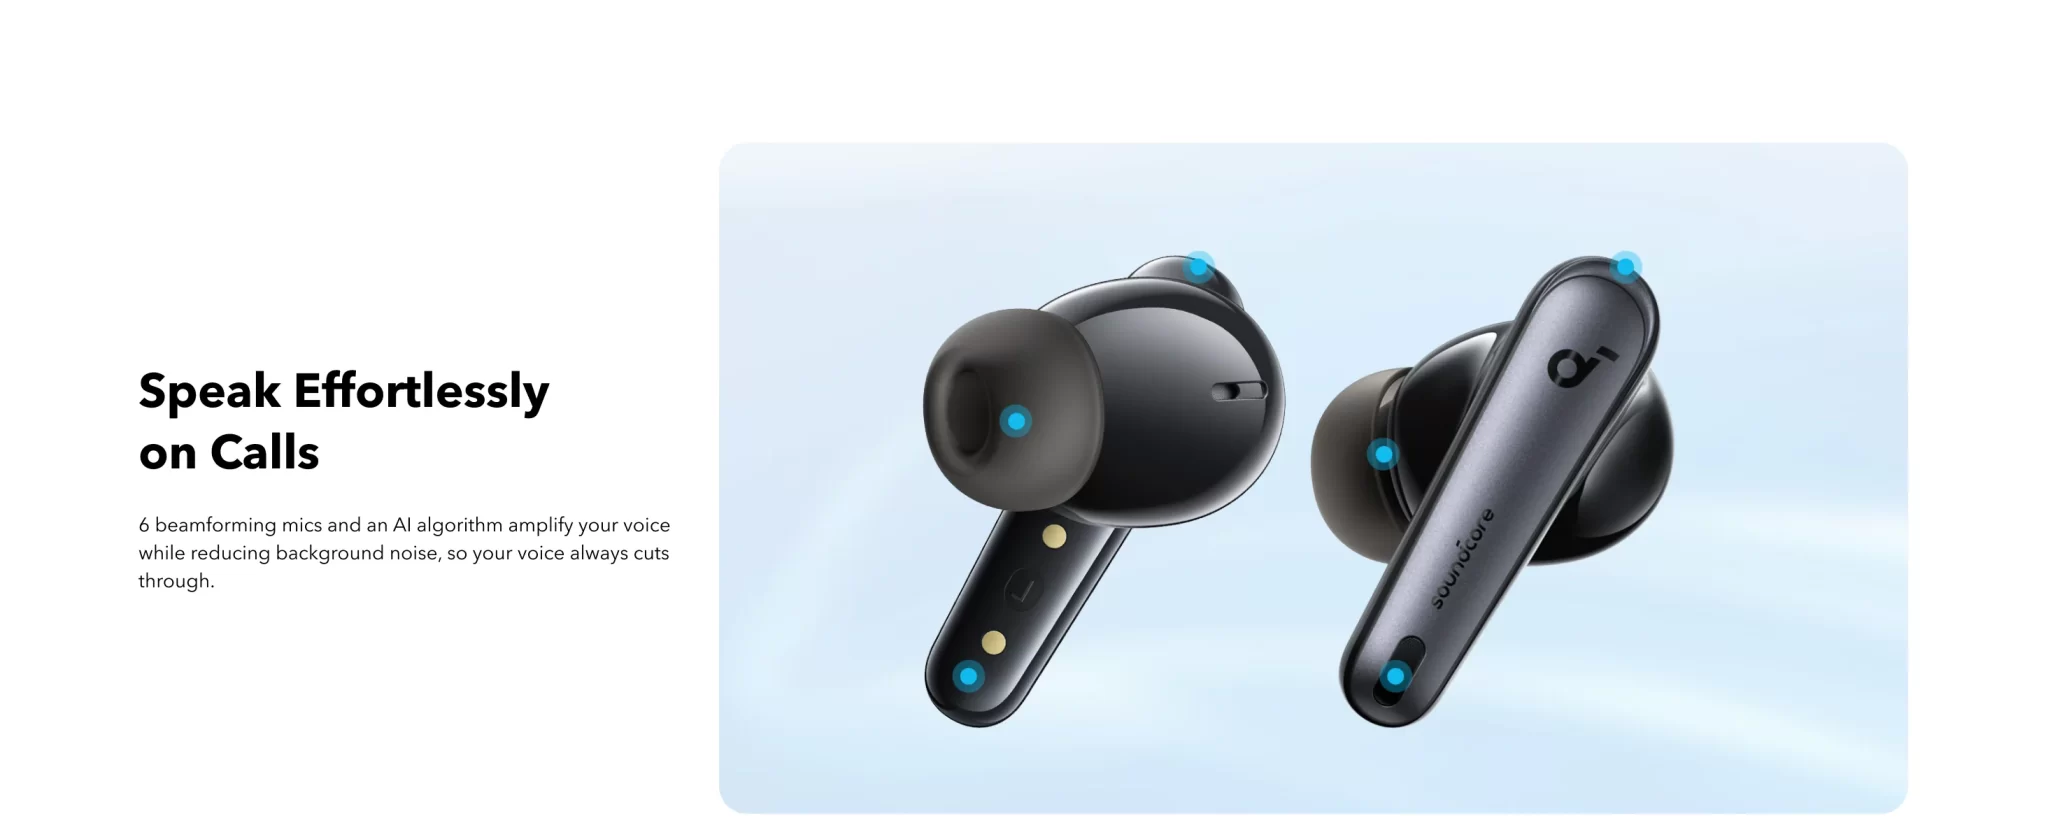 Speak Effortlessly
on Calls
6 beamforming mics and an AI algorithm amplify your voice
while reducing background noise, so your voice always cuts
through.
L
soundcore